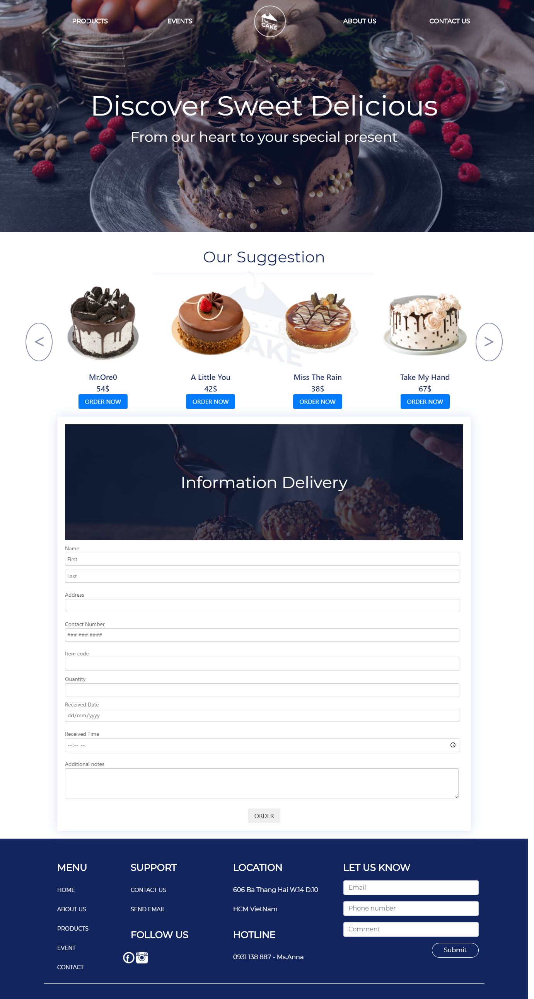 PRODUCTS
EVENTS
The
CAKE
ABOUT US
CONTACT US
Discover Sweet Delicious
From our heart to your special present
Our Suggestion
CAKE
<
>
Mr.Ore0
A Little You
Miss The Rain
Take My Hand
54$
42$
38$
67$
ORDER NOW
ORDER NOW
ORDER NOW
ORDER NOW
Information Delivery
Name
First
Last
Address
Contact Number
### ### ####
Item code
Quantity
Received Date
dd/mm/yyyy
Received Time
--:-- --
Additional notes
ORDER
MENU
HOME
ABOUT US
PRODUCTS
EVENT
CONTACT
SUPPORT
CONTACT US
SEND EMAIL
FOLLOW US
LOCATION
606 Ba Thang Hai W.14 D.10
HCM VietNam
HOTLINE
0931 138 887 - Ms.Anna
LET US KNOW
Email
Phone number
Comment
Submit